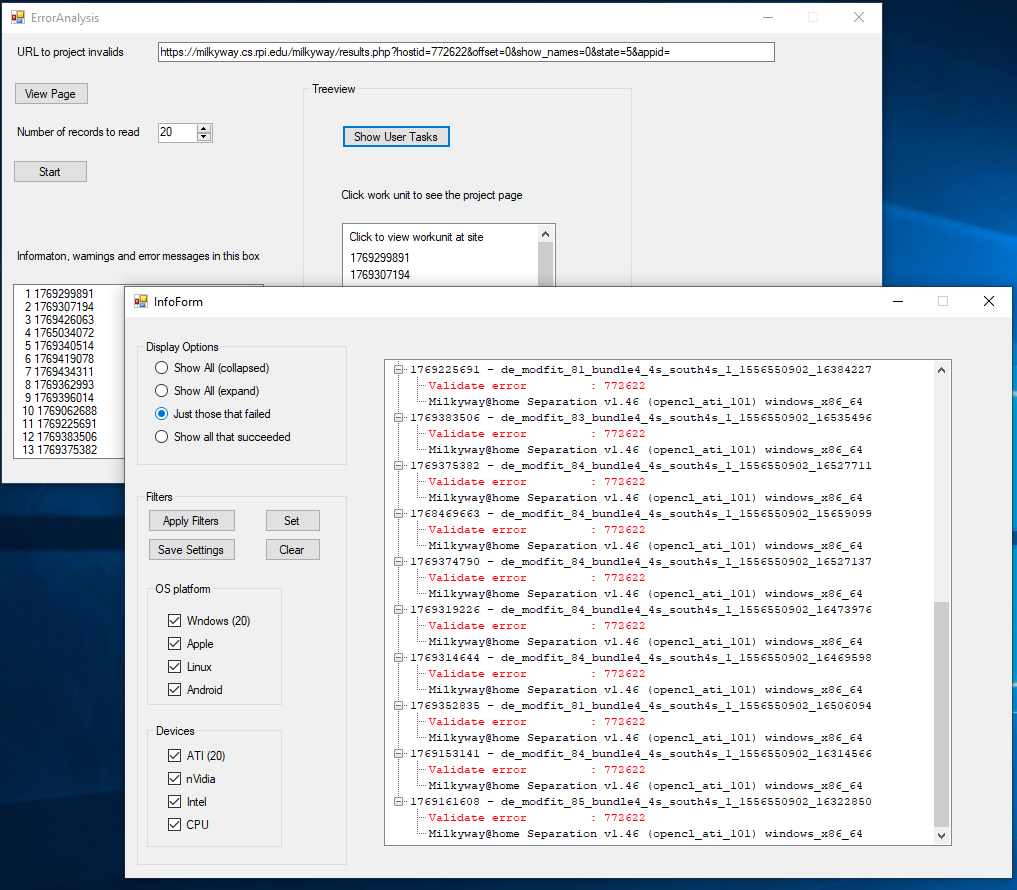 ErrorAnalysis
URL to project invalids
https://milkyway.cs.rpi.edu/milkyway/results.php?hostid=772622&offset=0&show_names=0&state=5&appid=
View Page
Number of records to read
20
Start
Treeview
Show User Tasks
Click work unit to see the project page
Click to view workunit at site
1769299891
1769307194
Informaton, warnings and error messages in this box
1 1769299891
2 1769307194
3 1769426063
4 1765034072
5 1769340514
6 1769419078
7 1769434311
8 1769362993
9 1769396014
10 1769062688
11 1769225691
12 1769383506
13 1769375382
InfoForm
Display Options
Show All (collapsed)
Show All (expand)
Just those that failed
Show all that succeeded
Filters
Apply Filters
Set
Save Settings
Clear
OS platform
Wndows (20)
Apple
Linux
Android
Devices
ATI (20)
nVidia
Intel
CPU
1769225691 - de_modfit_81_bundle4_4s_south4s_1_1556550902_16384227
Validate error : 772622
Milkyway@home Separation v1.46 (opencl_ati_101) windows_x86_64
1769383506 - de_modfit_83_bundle4_4s_south4s_1_1556550902_16535496
Validate error : 772622
Milkyway@home Separation v1.46 (opencl_ati_101) windows_x86_64
1769375382 - de_modfit_84_bundle4_4s_south4s_1_1556550902_16527711
Validate error : 772622
Milkyway@home Separation v1.46 (opencl_ati_101) windows_x86_64
1768469663 - de_modfit_84_bundle4_4s_south4s_1_1556550902_15659099
Validate error : 772622
Milkyway@home Separation v1.46 (opencl_ati_101) windows_x86_64
1769374790 - de_modfit_84_bundle4_4s_south4s_1_1556550902_16527137
Validate error : 772622
Milkyway@home Separation v1.46 (opencl_ati_101) windows_x86_64
1769319226 - de_modfit_84_bundle4_4s_south4s_1_1556550902_16473976
Validate error : 772622
Milkyway@home Separation v1.46 (opencl_ati_101) windows_x86_64
1769314644 - de_modfit_84_bundle4_4s_south4s_1_1556550902_16469598
Validate error : 772622
Milkyway@home Separation v1.46 (opencl_ati_101) windows_x86_64
1769352835 - de_modfit_81_bundle4_4s_south4s_1_1556550902_16506094
Validate error : 772622
Milkyway@home Separation v1.46 (opencl_ati_101) windows_x86_64
1769153141 - de_modfit_84_bundle4_4s_south4s_1_1556550902_16314566
Validate error : 772622
Milkyway@home Separation v1.46 (opencl_ati_101) windows_x86_64
1769161608 - de_modfit_85_bundle4_4s_south4s_1_1556550902_16322850
Validate error : 772622
Milkyway@home Separation v1.46 (opencl_ati_101) windows_x86_64